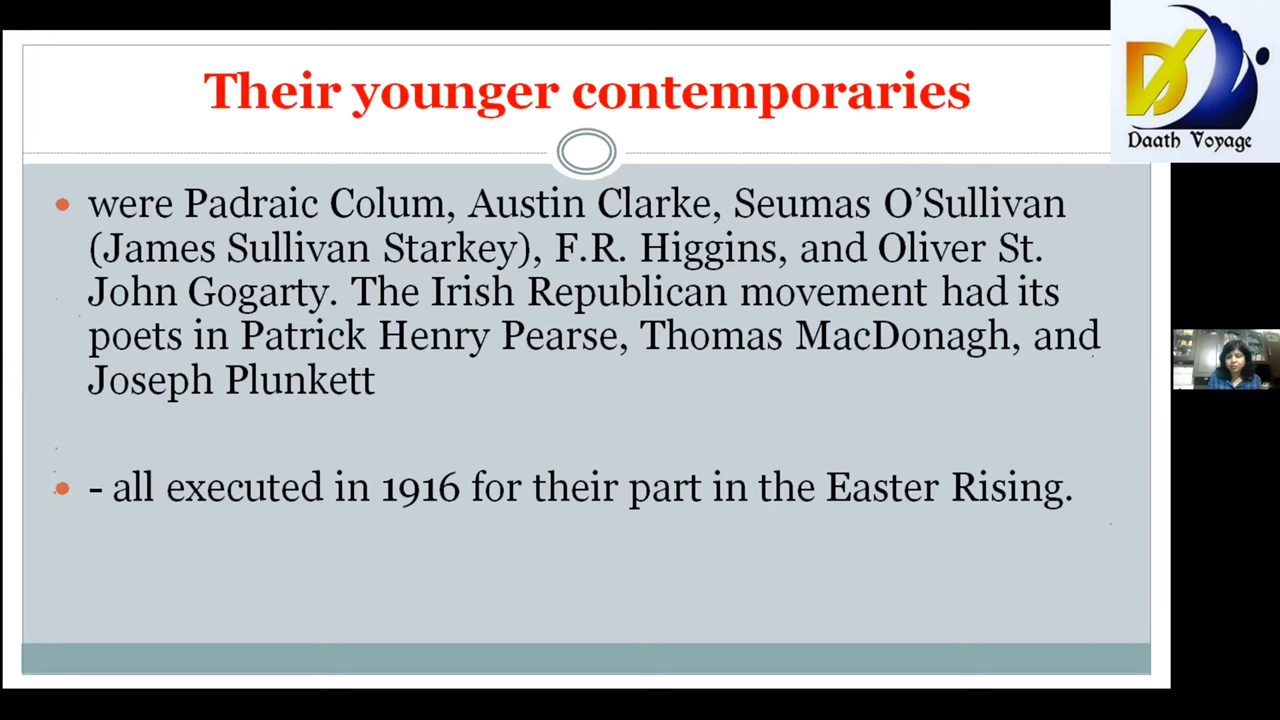 Their younger contemporaries
Daath Voyage
• were Padraic Colum, Austin Clarke, Seumas O’Sullivan
(James Sullivan Starkey), F.R. Higgins, and Oliver St.
John Gogarty. The Irish Republican movement had its
poets in Patrick Henry Pearse, Thomas MacDonagh, and
Joseph Plunkett
• - all executed in 1916 for their part in the Easter Rising.